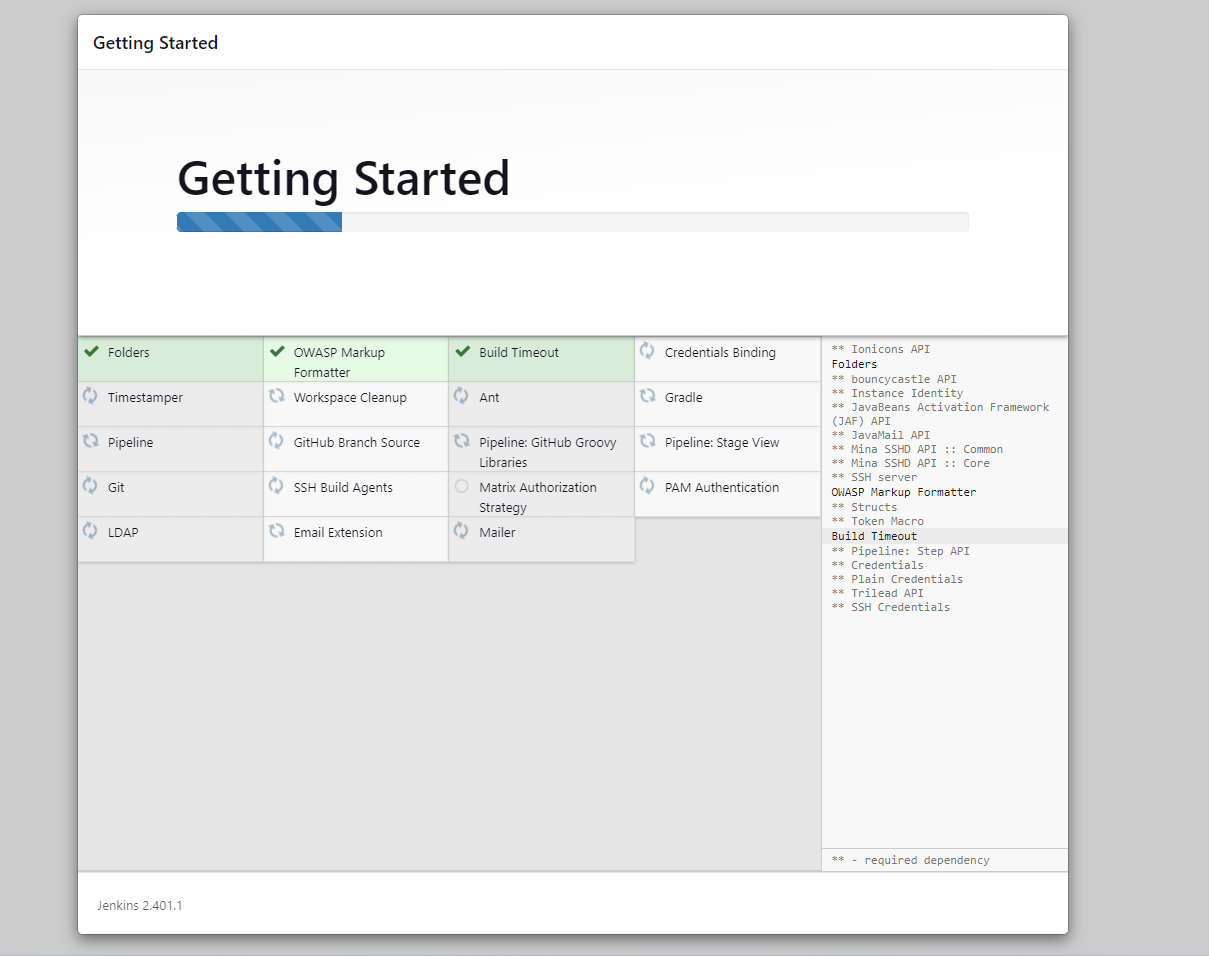 Getting Started
Getting Started
Folders
OWASP Markup
Formatter
Build Timeout
Credentials Binding
Timestamper
Workspace Cleanup
Ant
Gradle
Pipeline
GitHub Branch Source
Pipeline: GitHub Groovy
Libraries
Pipeline: Stage View
Git
SSH Build Agents
Matrix Authorization
Strategy
PAM Authentication
LDAP
Email Extension
Mailer
** Ionicons API
Folders
** bouncycastle API
** Instance Identity
** JavaBeans Activation Framework
(JAF) API
** JavaMail API
** Mina SSHD API :: Common
** Mina SSHD API :: Core
** SSH server
OWASP Markup Formatter
** Structs
** Token Macro
Build Timeout
** Pipeline: Step API
** Credentials
** Plain Credentials
** Trilead API
** SSH Credentials
** - required dependency
Jenkins 2.401.1